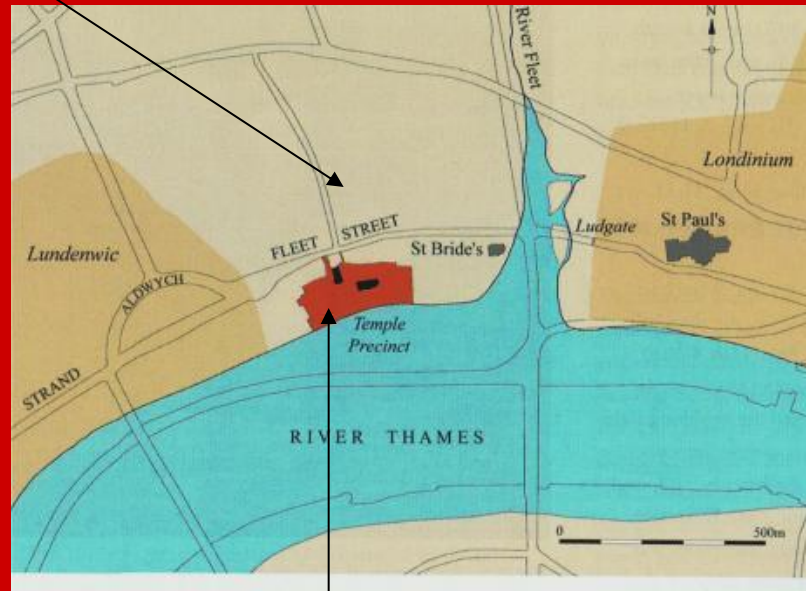 N
River Fleet
Londinium
Lundenwic
FLEET STREET
St Bride's
Ludgate
St Paul's
ALDWYCH
Temple
Precinct
STRAND
RIVER THAMES
0 500m